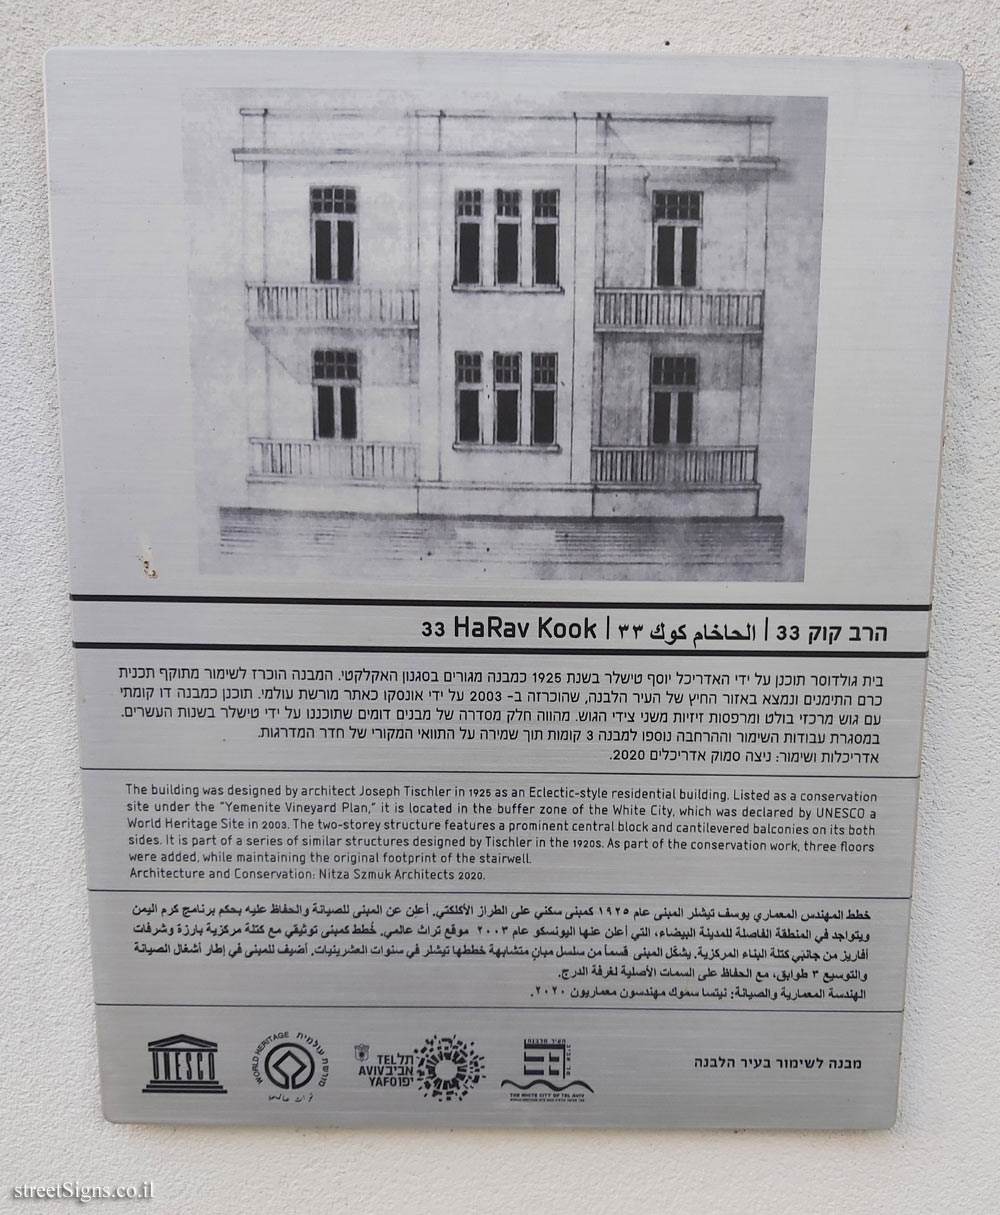 הרב קוק 33 | الحاخام كوك ٣٣ | 33 HaRav Kook
בית גולדוסר תוכנן על ידי האדריכל יוסף טישלר בשנת 1925 כמבנה מגורים בסגנון האקלקטי. המבנה הוכרז לשימור מתוקף תכנית
כרם התימנים ונמצא באזור החיץ של העיר הלבנה, שהוכרזה ב- 2003 על ידי אונסקו כאתר מורשת עולמי. תוכנן כמבנה דו קומתי
עם גוש מרכזי בולט ומרפסות זיזיות משני צידי הגוש. מהווה חלק מסדרה של מבנים דומים שתוכננו על ידי טישלר בשנות העשרים.
במסגרת עבודות השימור וההרחבה נוספו למבנה 3 קומות תוך שמירה על התוואי המקורי של חדר המדרגות.
אדריכלות ושימור: ניצה סמוק אדריכלים 2020.
The building was designed by architect Joseph Tischler in 1925 as an Eclectic-style residential building. Listed as a conservation
site under the "Yemenite Vineyard Plan," it is located in the buffer zone of the White City, which was declared by UNESCO a
World Heritage Site in 2003. The two-storey structure features a prominent central block and cantilevered balconies on its both
sides. It is part of a series of similar structures designed by Tischler in the 1920s. As part of the conservation work, three floors
were added, while maintaining the original footprint of the stairwell.
Architecture and Conservation: Nitza Szmuk Architects 2020.
خطط المهندس المعماري يوسف تيشلر المبنى عام ١٩٢٥ كمبنى سكني على الطراز الأكلكتي. أعلن عن المبنى للصيانة والحفاظ عليه بحكم برنامج كرم اليمن
ويتواجد في المنطقة الفاصلة للمدينة البيضاء، التي أعلن عنها اليونسكو عام ٢٠٠٣ موقع تراث عالمي. خطط كمبنى توثيقي مع كتلة مركزية بارزة وشرفات
أفاريز من جانبي كتلة البناء المركزية. يشكّل المبنى قسماً من سلسل مبانٍ متشابهة خططها تيشلر في سنوات العشرينيات. أضيف للمبنى في إطار أشغال الصيانة
والتوسيع ٣ طوابق، مع الحفاظ على السمات الأصلية لغرفة الدرج.
الهندسة المعمارية والصيانة: نيتسا سموك مهندسون معماريون ٢٠٢٠.
מבנה לשימור בעיר הלבנה
העיר הלבנה
תל אביב
THE WHITE CITY OF TEL AVIV
תל TEL
אביב AVIV
יפו YAFO
WORLD HERITAGE
מורשת עולמית
UNESCO
streetSigns.co.il